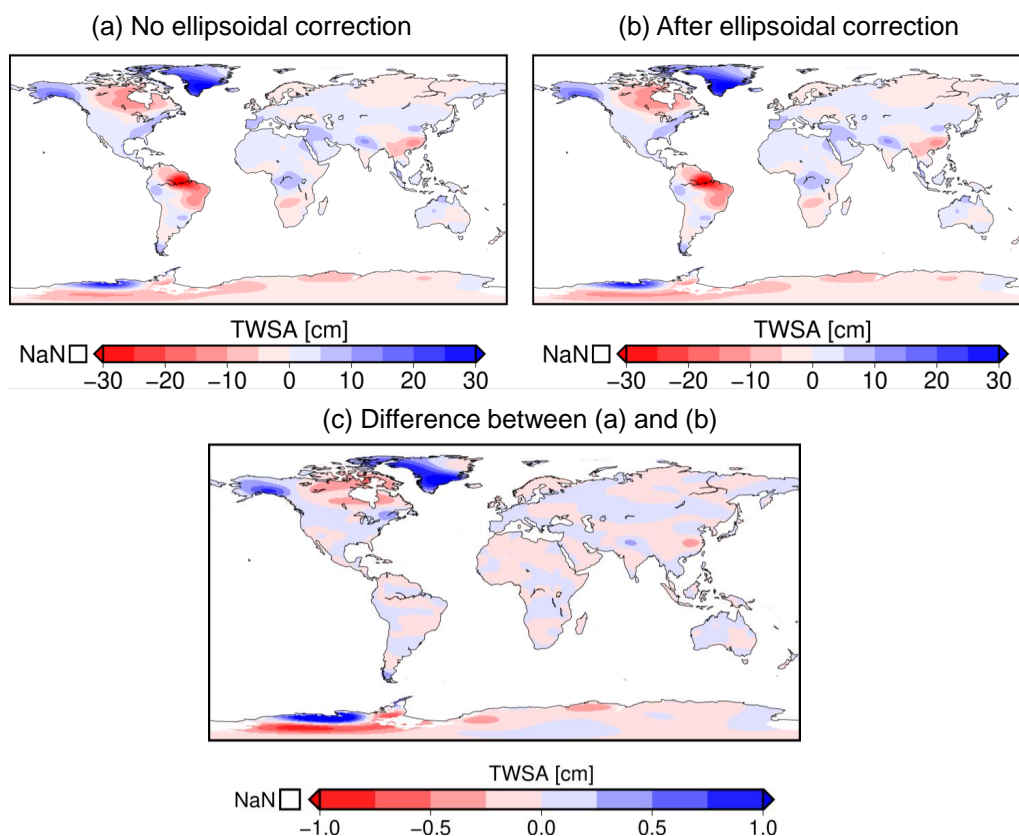 (a) No ellipsoidal correction
(b) After ellipsoidal correction
TWSA [cm]
NaN
−30 −20 −10 0 10 20 30
TWSA [cm]
NaN
−30 −20 −10 0 10 20 30
(c) Difference between (a) and (b)
TWSA [cm]
NaN
−1.0 −0.5 0.0 0.5 1.0